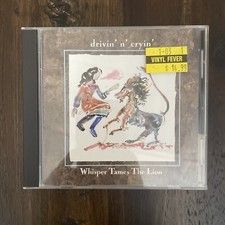 drivin' n' cryin'
VINYL FEVER
Whisper Tames The Lion